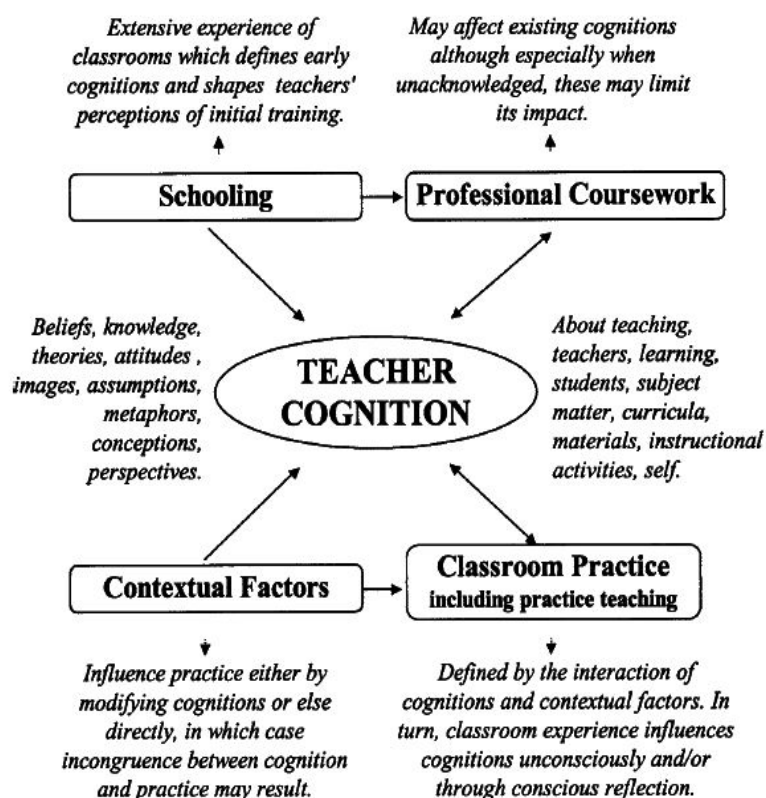 Extensive experience of
classrooms which defines early
cognitions and shapes teachers'
perceptions of initial training.
May affect existing cognitions
although especially when
unacknowledged, these may limit
its impact.
Schooling
Professional Coursework
Beliefs, knowledge,
theories, attitudes ,
images, assumptions,
metaphors,
conceptions,
perspectives.
TEACHER
COGNITION
About teaching,
teachers, learning,
students, subject
matter, curricula,
materials, instructional
activities, self.
Contextual Factors
Classroom Practice
including practice teaching
Influence practice either by
modifying cognitions or else
directly, in which case
incongruence between cognition
and practice may result.
Defined by the interaction of
cognitions and contextual factors. In
turn, classroom experience influences
cognitions unconsciously and/or
through conscious reflection.